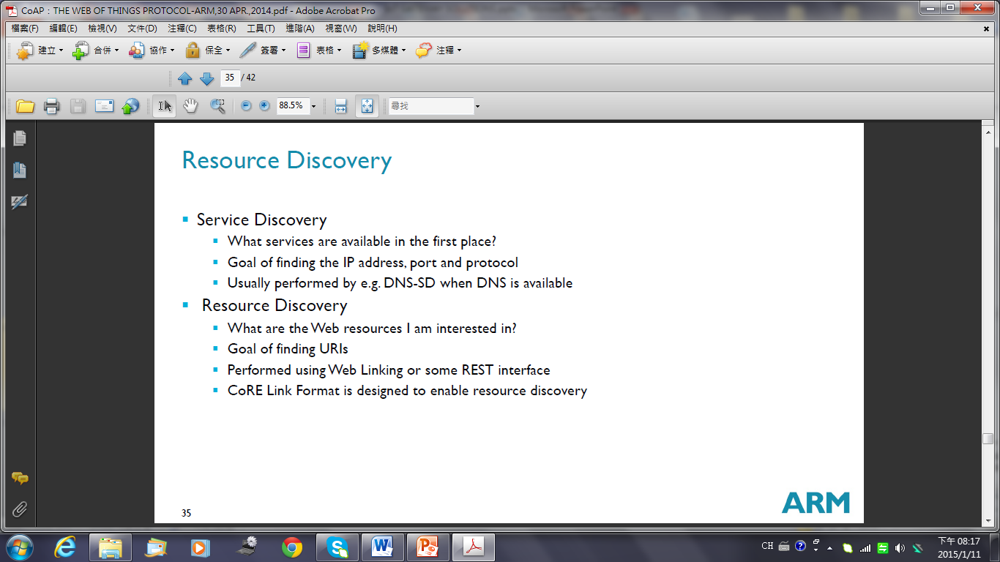 CoAP：THE WEB OF THINGS PROTOCOL-ARM,30 APR.,2014.pdf - Adobe Acrobat Pro
檔案(F) 編輯(E) 檢視(V) 文件(D) 注釋(C) 表格(R) 工具(T) 進階(A) 視窗(W) 說明(H)
建立 合併 協作 保全 簽署 表格 多媒體 注釋
35 / 42
88.5% 尋找
Resource Discovery
Service Discovery
What services are available in the first place?
Goal of finding the IP address, port and protocol
Usually performed by e.g. DNS-SD when DNS is available
Resource Discovery
What are the Web resources I am interested in?
Goal of finding URIs
Performed using Web Linking or some REST interface
CoRE Link Format is designed to enable resource discovery
35
ARM
CH
下午 08:17
2015/1/11